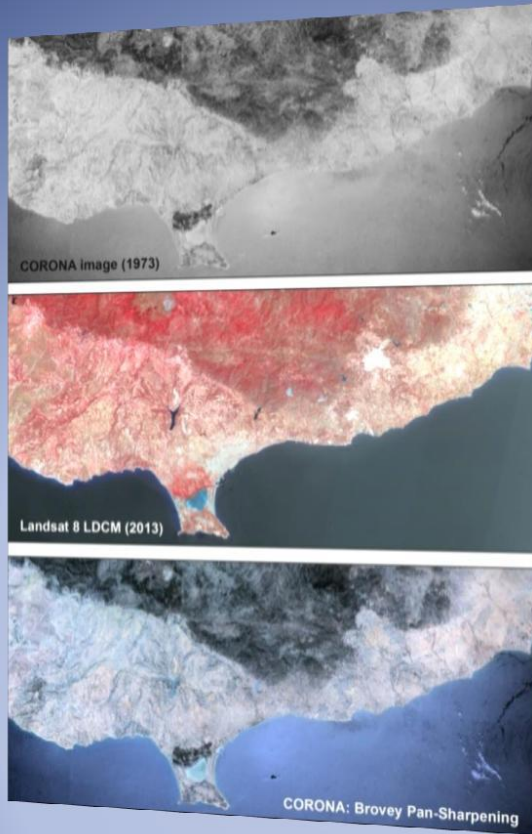 CORONA image (1973)
Landsat 8 LDCM (2013)
CORONA: Brovey Pan-Sharpening